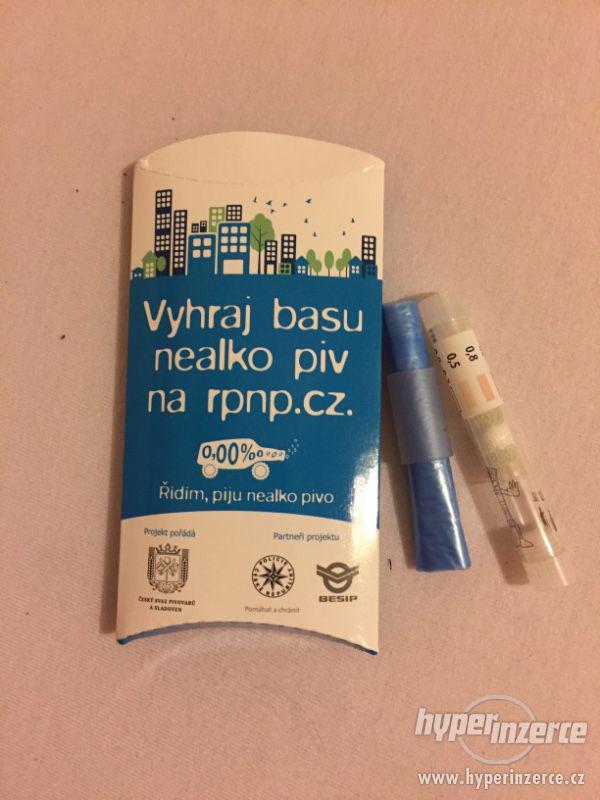 Vyhraj basu
nealko piv
na rpnp.cz.
0,00%
Řídím, piju nealko pivo
Projekt pořádá
Partneři projektu
ČESKÝ SVAZ PIVOVARŮ
A SLADOVEN
POLICIE
ČESKÉ REPUBLIKY
Pomáhat a chránit
BESIP
0,8
0,5
hyperinzerce
www.hyperinzerce.cz